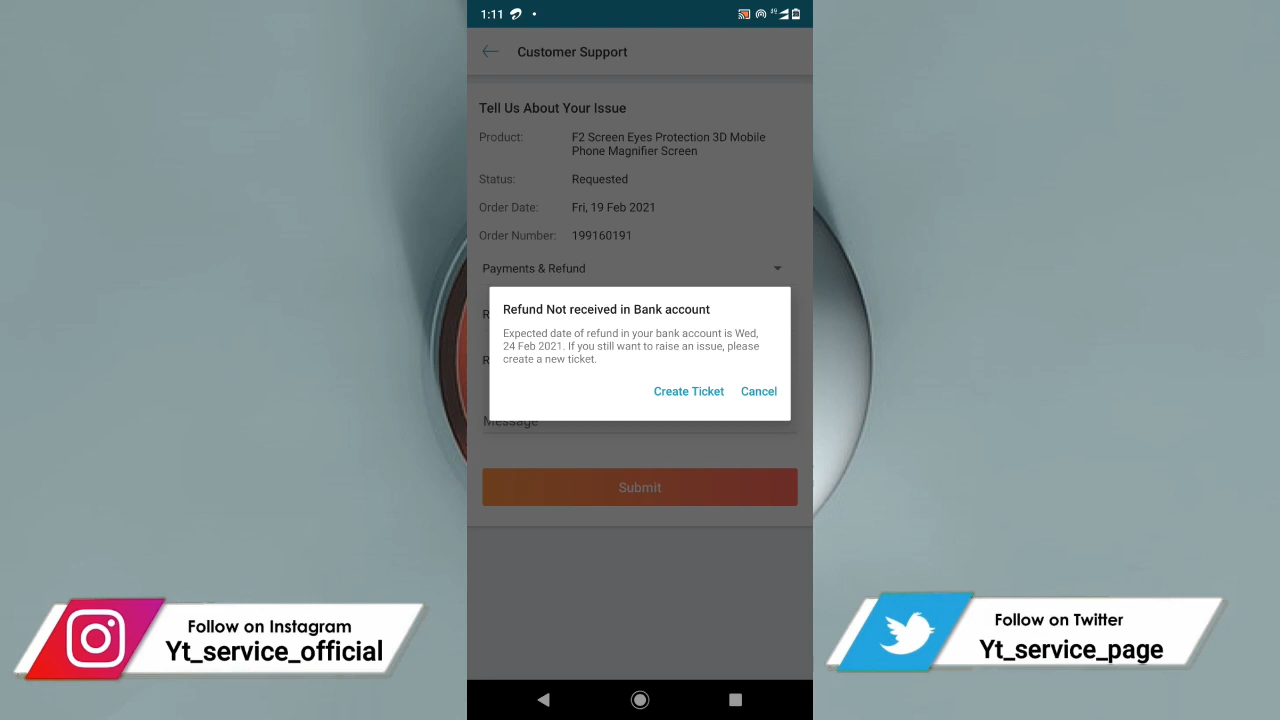 1:11
4G
Customer Support
Tell Us About Your Issue
Product: F2 Screen Eyes Protection 3D Mobile
Phone Magnifier Screen
Status: Requested
Order Date: Fri, 19 Feb 2021
Order Number: 199160191
Payments & Refund
R
Refund Not received in Bank account
Expected date of refund in your bank account is Wed,
24 Feb 2021. If you still want to raise an issue, please
create a new ticket.
R
Create Ticket Cancel
Message
Submit
Follow on Instagram
Yt_service_official
Follow on Twitter
Yt_service_page